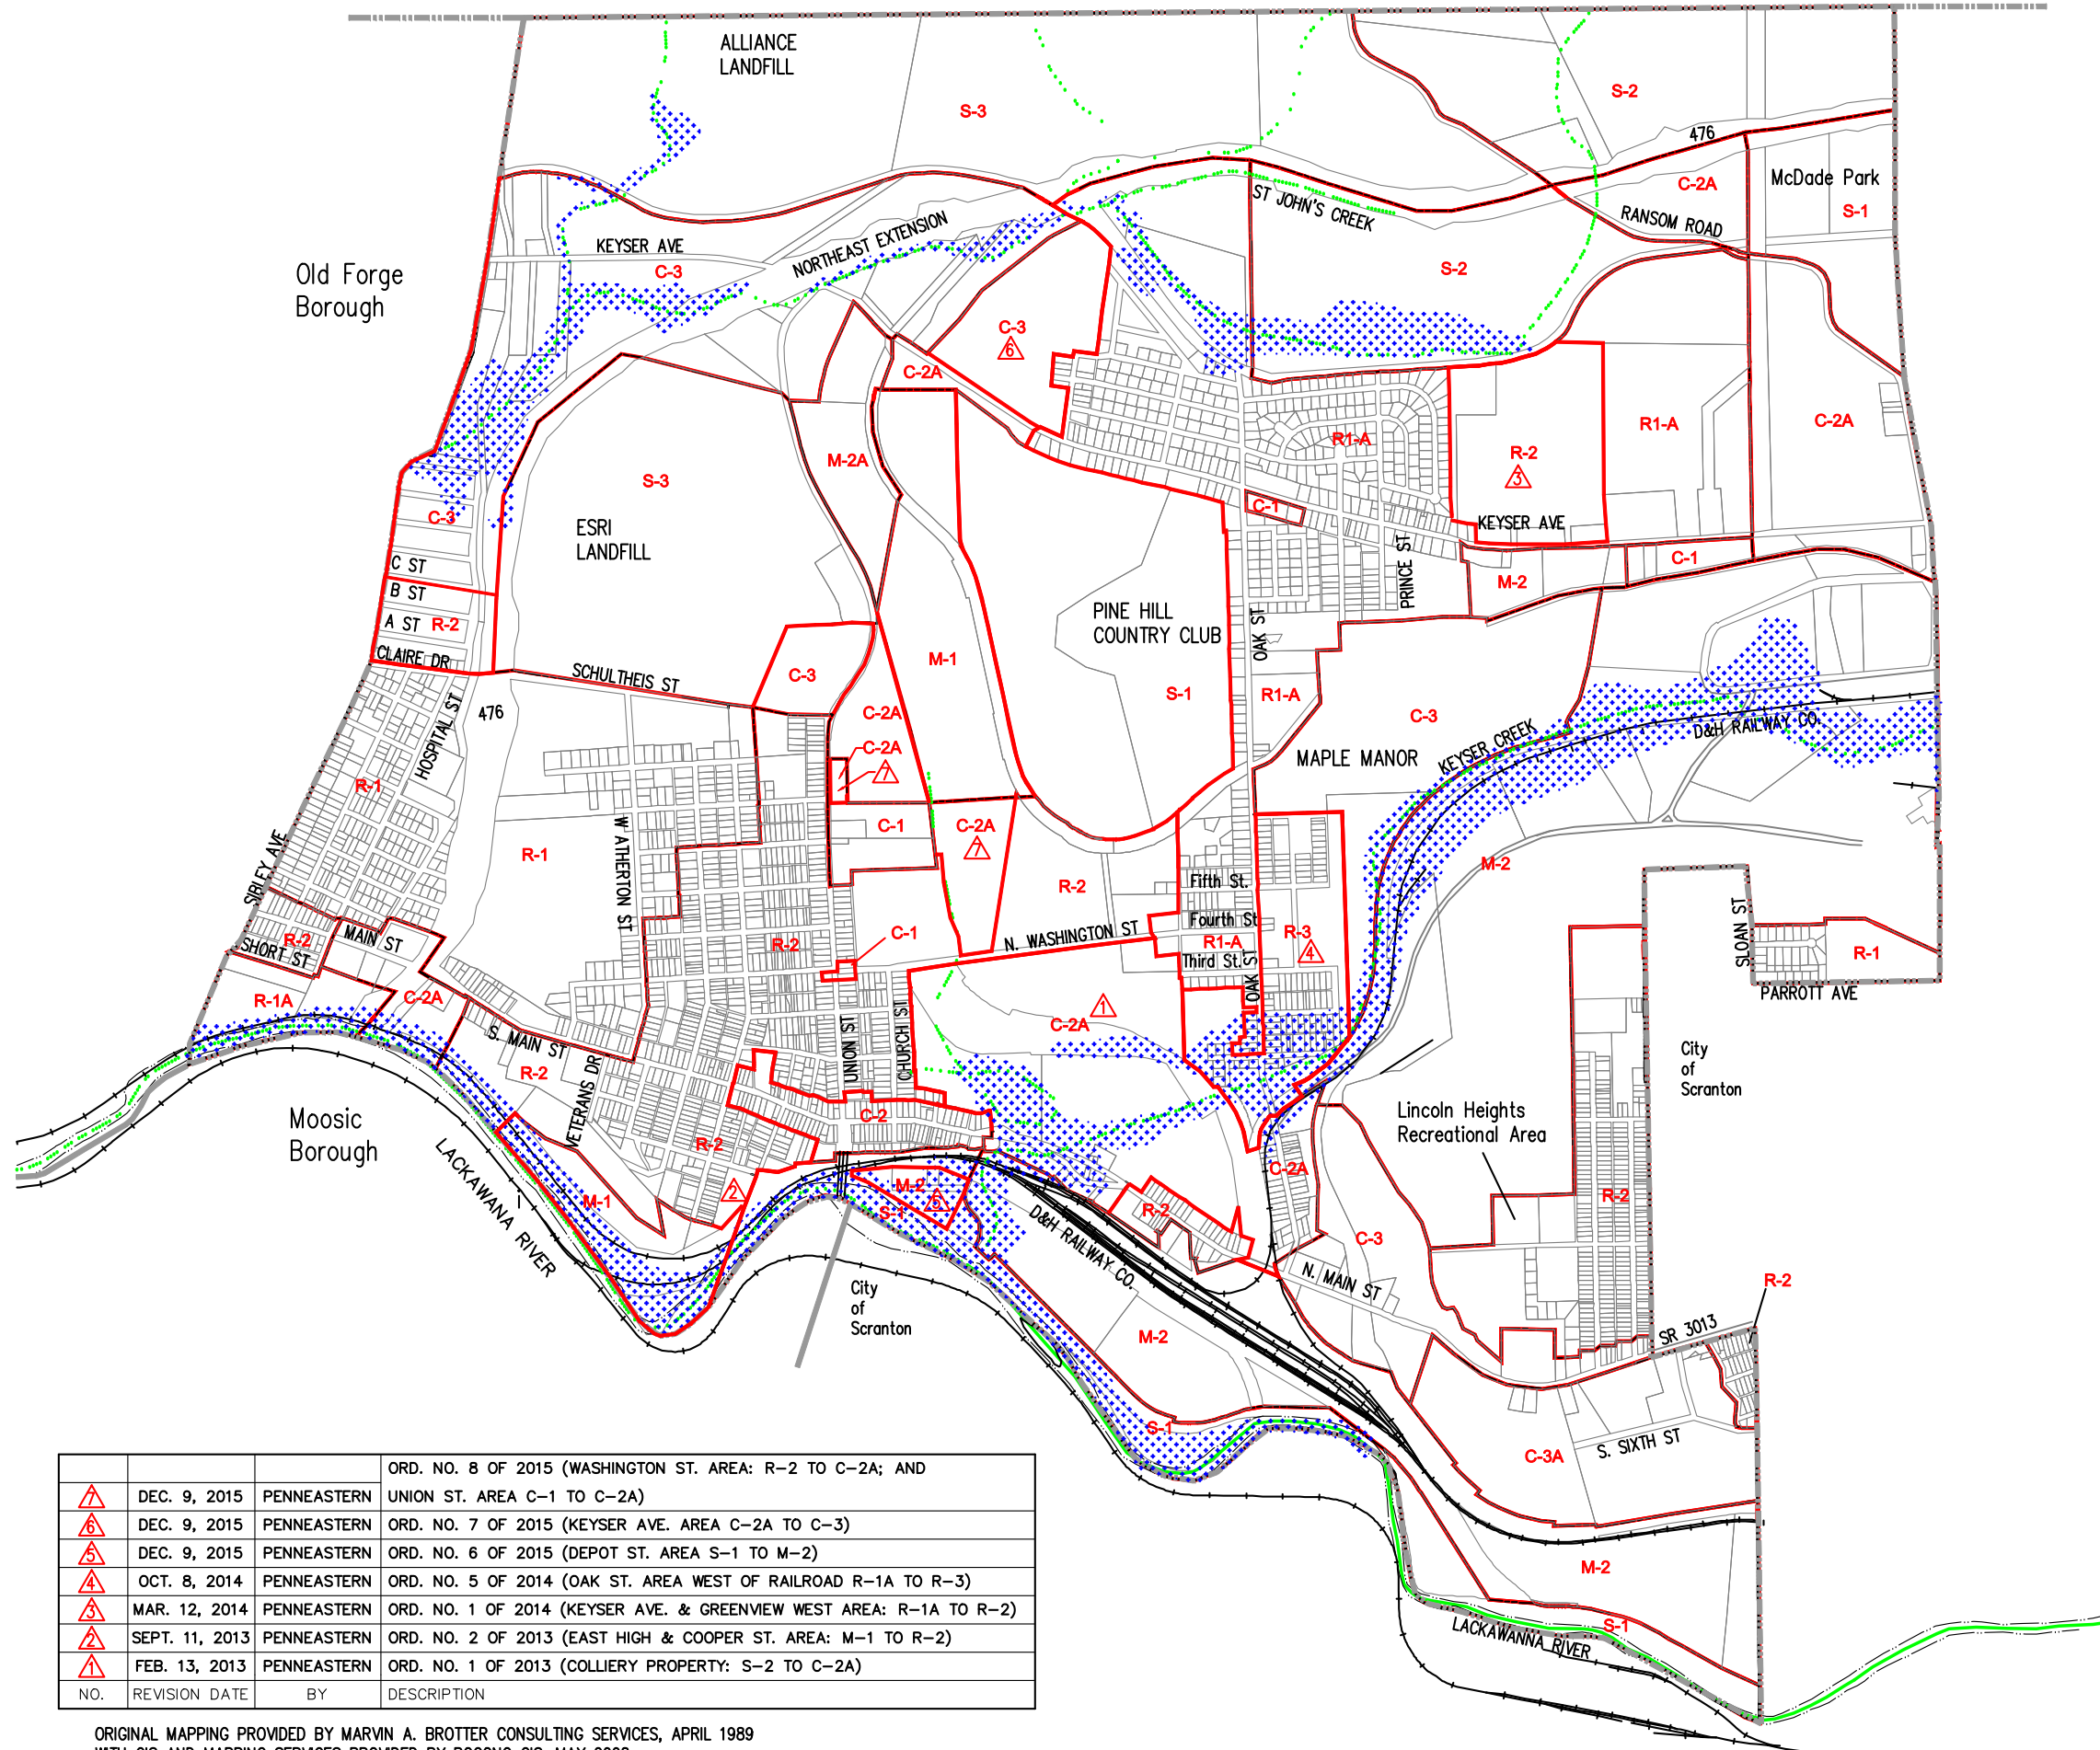 ALLIANCE
LANDFILL
S-3
S-2
476
McDade Park
S-1
C-2A
RANSOM ROAD
ST JOHN'S CREEK
KEYSER AVE
C-3
NORTHEAST EXTENSION
S-2
Old Forge
Borough
C-3
6
C-2A
R1-A
R-2
3
R1-A
C-2A
M-2A
S-3
ESRI
LANDFILL
C-3
C-1
KEYSER AVE
PRINCE ST
C-1
M-2
C ST
B ST
A ST
R-2
CLAIRE DR
PINE HILL
COUNTRY CLUB
OAK ST
M-1
SCHULTHEIS ST
C-3
S-1
R1-A
C-3
HOSPITAL ST
476
C-2A
C-2A
7
MAPLE MANOR
KEYSER CREEK
D&H RAILWAY CO.
R-1
SIBLEY AVE
R-1
W ATHERTON ST
C-1
C-2A
7
R-2
Fifth St.
Fourth St
R1-A
Third St.
OAK ST
R-3
4
M-2
SLOAN ST
R-1
PARROTT AVE
R-2
MAIN ST
SHORT ST
R-2
C-1
N. WASHINGTON ST
R-1A
C-2A
S. MAIN ST
R-2
VETERANS DR
UNION ST
CHURCH ST
C-2A
1
City
of
Scranton
Moosic
Borough
LACKAWANA RIVER
C-2
R-2
2
M-1
M-2
5
S-1
C-2A
R-2
D&H RAILWAY CO.
Lincoln Heights
Recreational Area
R-2
C-3
N. MAIN ST
R-2
SR 3013
City
of
Scranton
M-2
S-1
C-3A
S. SIXTH ST
M-2
S-1
LACKAWANNA RIVER
ORD. NO. 8 OF 2015 (WASHINGTON ST. AREA: R-2 TO C-2A; AND
7 DEC. 9, 2015 PENNEASTERN UNION ST. AREA C-1 TO C-2A)
6 DEC. 9, 2015 PENNEASTERN ORD. NO. 7 OF 2015 (KEYSER AVE. AREA C-2A TO C-3)
5 DEC. 9, 2015 PENNEASTERN ORD. NO. 6 OF 2015 (DEPOT ST. AREA S-1 TO M-2)
4 OCT. 8, 2014 PENNEASTERN ORD. NO. 5 OF 2014 (OAK ST. AREA WEST OF RAILROAD R-1A TO R-3)
3 MAR. 12, 2014 PENNEASTERN ORD. NO. 1 OF 2014 (KEYSER AVE. & GREENVIEW WEST AREA: R-1A TO R-2)
2 SEPT. 11, 2013 PENNEASTERN ORD. NO. 2 OF 2013 (EAST HIGH & COOPER ST. AREA: M-1 TO R-2)
1 FEB. 13, 2013 PENNEASTERN ORD. NO. 1 OF 2013 (COLLIERY PROPERTY: S-2 TO C-2A)
NO. REVISION DATE BY DESCRIPTION
ORIGINAL MAPPING PROVIDED BY MARVIN A. BROTTER CONSULTING SERVICES, APRIL 1989